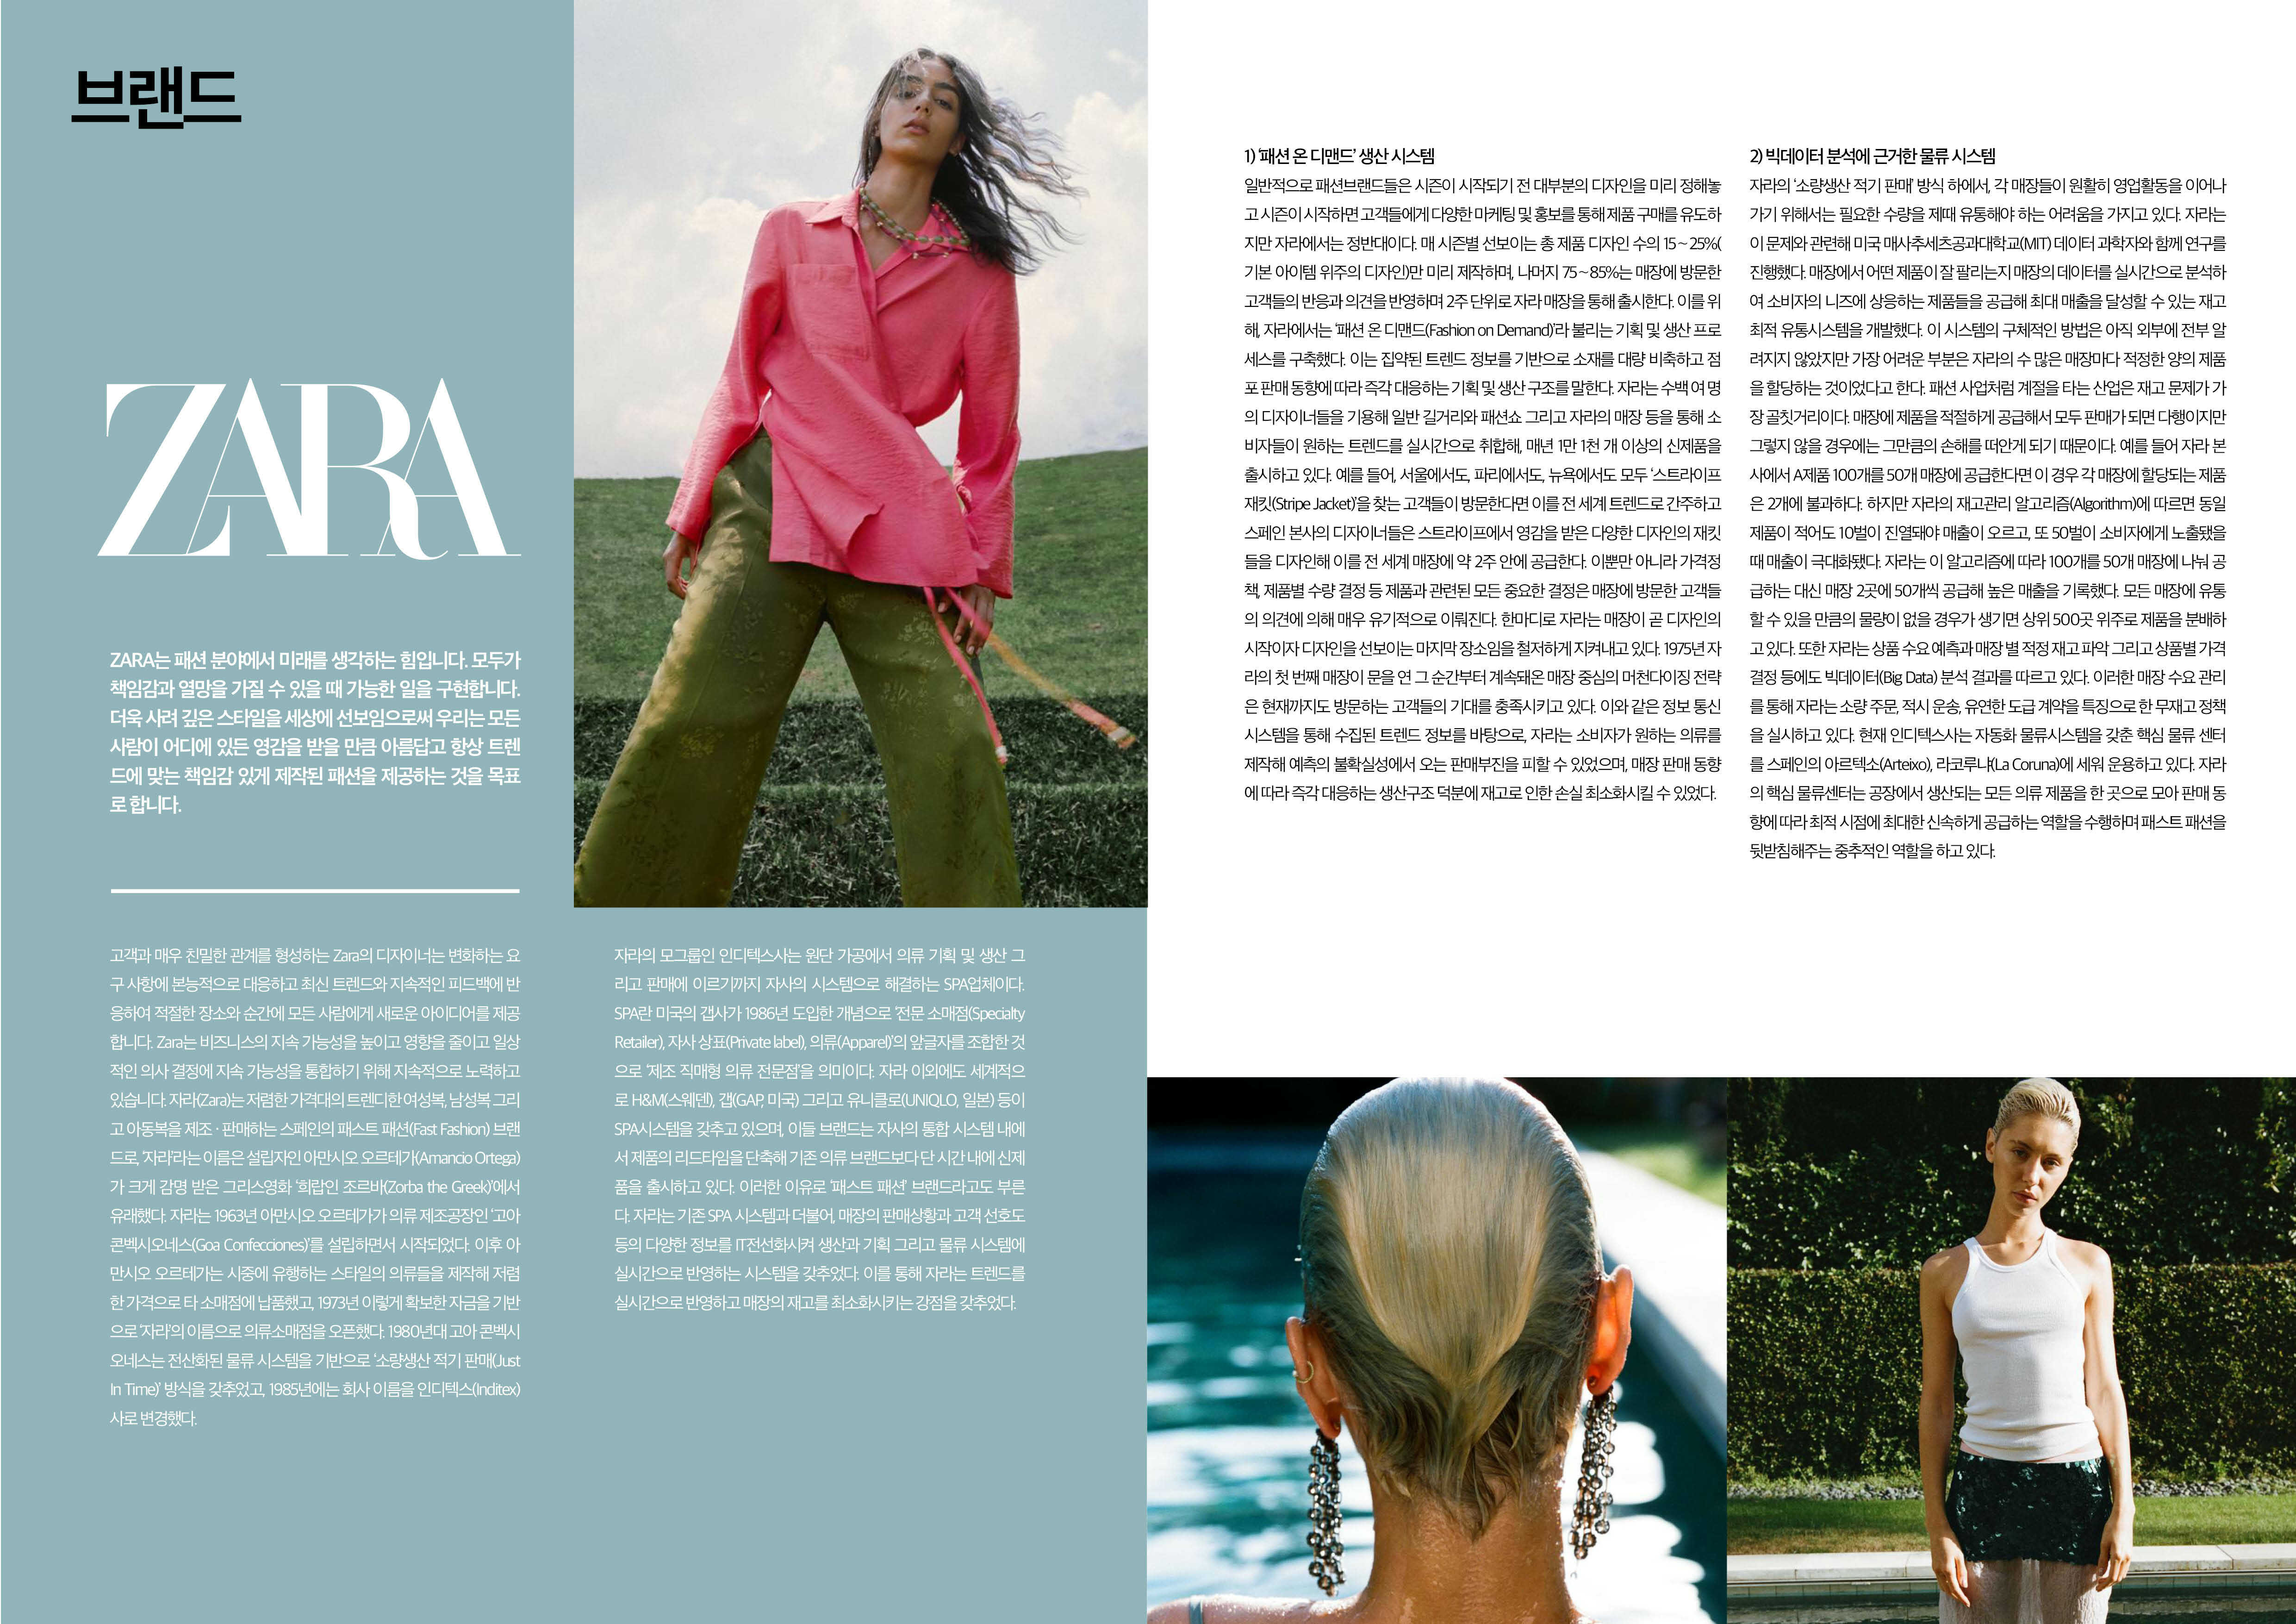 브랜드
ZARA
ZARA는 패션 분야에서 미래를 생각하는 힘입니다. 모두가
책임감과 열망을 가질 수 있을 때 가능한 일을 구현합니다.
더욱 사려 깊은 스타일을 세상에 선보임으로써 우리는 모든
사람이 어디에 있든 영감을 받을 만큼 아름답고 항상 트렌
드에 맞는 책임감 있게 제작된 패션을 제공하는 것을 목표
로 합니다.
고객과 매우 친밀한 관계를 형성하는 Zara의 디자이너는 변화하는 요
구 사항에 본능적으로 대응하고 최신 트렌드와 지속적인 피드백에 반
응하여 적절한 장소와 순간에 모든 사람에게 새로운 아이디어를 제공
합니다. Zara는 비즈니스의 지속 가능성을 높이고 영향을 줄이고 일상
적인 의사 결정에 지속 가능성을 통합하기 위해 지속적으로 노력하고
있습니다. 자라(Zara)는 저렴한 가격대의 트렌디한 여성복, 남성복 그리
고 아동복을 제조 · 판매하는 스페인의 패스트 패션(Fast Fashion) 브랜
드로, ‘자라’라는 이름은 설립자인 아만시오 오르테가(Amancio Ortega)
가 크게 감명 받은 그리스영화 ‘희랍인 조르바(Zorba the Greek)’에서
유래했다. 자라는 1963년 아만시오 오르테가가 의류 제조공장인 ‘고아
콘벡시오네스(Goa Confecciones)’를 설립하면서 시작되었다. 이후 아
만시오 오르테가는 시중에 유행하는 스타일의 의류들을 제작해 저렴
한 가격으로 타 소매점에 납품했고, 1973년 이렇게 확보한 자금을 기반
으로 ‘자라’의 이름으로 의류소매점을 오픈했다. 1980년대 고아 콘벡시
오네스는 전산화된 물류 시스템을 기반으로 ‘소량생산 적기 판매(Just
In Time)’ 방식을 갖추었고, 1985년에는 회사 이름을 인디텍스(Inditex)
사로 변경했다.
자라의 모그룹인 인디텍스사는 원단 가공에서 의류 기획 및 생산 그
리고 판매에 이르기까지 자사의 시스템으로 해결하는 SPA업체이다.
SPA란 미국의 갭사가 1986년 도입한 개념으로 ‘전문 소매점(Specialty
Retailer), 자사 상표(Private label), 의류(Apparel)’의 앞글자를 조합한 것
으로 ‘제조 직매형 의류 전문점’을 의미이다. 자라 이외에도 세계적으
로 H&M(스웨덴), 갭(GAP, 미국) 그리고 유니클로(UNIQLO, 일본) 등이
SPA시스템을 갖추고 있으며, 이들 브랜드는 자사의 통합 시스템 내에
서 제품의 리드타임을 단축해 기존 의류 브랜드보다 단 시간 내에 신제
품을 출시하고 있다. 이러한 이유로 ‘패스트 패션’ 브랜드라고도 부른
다. 자라는 기존 SPA 시스템과 더불어, 매장의 판매상황과 고객 선호도
등의 다양한 정보를 IT전선화시켜 생산과 기획 그리고 물류 시스템에
실시간으로 반영하는 시스템을 갖추었다. 이를 통해 자라는 트렌드를
실시간으로 반영하고 매장의 재고를 최소화시키는 강점을 갖추었다.
1) ‘패션 온 디맨드’ 생산 시스템
일반적으로 패션브랜드들은 시즌이 시작되기 전 대부분의 디자인을 미리 정해놓
고 시즌이 시작하면 고객들에게 다양한 마케팅 및 홍보를 통해 제품 구매를 유도하
지만 자라에서는 정반대이다. 매 시즌별 선보이는 총 제품 디자인 수의 15 ~ 25%(
기본 아이템 위주의 디자인)만 미리 제작하며, 나머지 75 ~ 85%는 매장에 방문한
고객들의 반응과 의견을 반영하며 2주 단위로 자라 매장을 통해 출시한다. 이를 위
해, 자라에서는 ‘패션 온 디맨드(Fashion on Demand)’라 불리는 기획 및 생산 프로
세스를 구축했다. 이는 집약된 트렌드 정보를 기반으로 소재를 대량 비축하고 점
포 판매 동향에 따라 즉각 대응하는 기획 및 생산 구조를 말한다. 자라는 수백 여 명
의 디자이너들을 기용해 일반 길거리와 패션쇼 그리고 자라의 매장 등을 통해 소
비자들이 원하는 트렌드를 실시간으로 취합해, 매년 1만 1천 개 이상의 신제품을
출시하고 있다. 예를 들어, 서울에서도, 파리에서도, 뉴욕에서도 모두 ‘스트라이프
재킷(Stripe Jacket)’을 찾는 고객들이 방문한다면 이를 전 세계 트렌드로 간주하고
스페인 본사의 디자이너들은 스트라이프에서 영감을 받은 다양한 디자인의 재킷
들을 디자인해 이를 전 세계 매장에 약 2주 안에 공급한다. 이뿐만 아니라 가격정
책, 제품별 수량 결정 등 제품과 관련된 모든 중요한 결정은 매장에 방문한 고객들
의 의견에 의해 매우 유기적으로 이뤄진다. 한마디로 자라는 매장이 곧 디자인의
시작이자 디자인을 선보이는 마지막 장소임을 철저하게 지켜내고 있다. 1975년 자
라의 첫 번째 매장이 문을 연 그 순간부터 계속돼온 매장 중심의 머천다이징 전략
은 현재까지도 방문하는 고객들의 기대를 충족시키고 있다. 이와 같은 정보 통신
시스템을 통해 수집된 트렌드 정보를 바탕으로, 자라는 소비자가 원하는 의류를
제작해 예측의 불확실성에서 오는 판매부진을 피할 수 있었으며, 매장 판매 동향
에 따라 즉각 대응하는 생산구조 덕분에 재고로 인한 손실 최소화시킬 수 있었다.
2) 빅데이터 분석에 근거한 물류 시스템
자라의 ‘소량생산 적기 판매’ 방식 하에서, 각 매장들이 원활히 영업활동을 이어나
가기 위해서는 필요한 수량을 제때 유통해야 하는 어려움을 가지고 있다. 자라는
이 문제와 관련해 미국 매사추세츠공과대학교(MIT) 데이터 과학자와 함께 연구를
진행했다. 매장에서 어떤 제품이 잘 팔리는지 매장의 데이터를 실시간으로 분석하
여 소비자의 니즈에 상응하는 제품들을 공급해 최대 매출을 달성할 수 있는 재고
최적 유통시스템을 개발했다. 이 시스템의 구체적인 방법은 아직 외부에 전부 알
려지지 않았지만 가장 어려운 부분은 자라의 수 많은 매장마다 적정한 양의 제품
을 할당하는 것이었다고 한다. 패션 사업처럼 계절을 타는 산업은 재고 문제가 가
장 골칫거리이다. 매장에 제품을 적절하게 공급해서 모두 판매가 되면 다행이지만
그렇지 않을 경우에는 그만큼의 손해를 떠안게 되기 때문이다. 예를 들어 자라 본
사에서 A제품 100개를 50개 매장에 공급한다면 이 경우 각 매장에 할당되는 제품
은 2개에 불과하다. 하지만 자라의 재고관리 알고리즘(Algorithm)에 따르면 동일
제품이 적어도 10벌이 진열돼야 매출이 오르고, 또 50벌이 소비자에게 노출됐을
때 매출이 극대화됐다. 자라는 이 알고리즘에 따라 100개를 50개 매장에 나눠 공
급하는 대신 매장 2곳에 50개씩 공급해 높은 매출을 기록했다. 모든 매장에 유통
할 수 있을 만큼의 물량이 없을 경우가 생기면 상위 500곳 위주로 제품을 분배하
고 있다. 또한 자라는 상품 수요 예측과 매장 별 적정 재고 파악 그리고 상품별 가격
결정 등에도 빅데이터(Big Data) 분석 결과를 따르고 있다. 이러한 매장 수요 관리
를 통해 자라는 소량 주문, 적시 운송, 유연한 도급 계약을 특징으로 한 무재고 정책
을 실시하고 있다. 현재 인디텍스사는 자동화 물류시스템을 갖춘 핵심 물류 센터
를 스페인의 아르텍소(Arteixo), 라코루나(La Coruna)에 세워 운용하고 있다. 자라
의 핵심 물류센터는 공장에서 생산되는 모든 의류 제품을 한 곳으로 모아 판매 동
향에 따라 최적 시점에 최대한 신속하게 공급하는 역할을 수행하며 패스트 패션을
뒷받침해주는 중추적인 역할을 하고 있다.